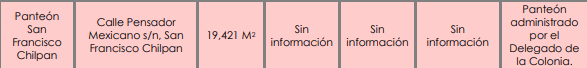 Panteón
San
Francisco
Chilpan
Calle Pensador
Mexicano s/n, San
Francisco Chilpan
19,421 M²
Sin
información
Sin
información
Sin
información
Panteón
administrado
por el
Delegado de
la Colonia.